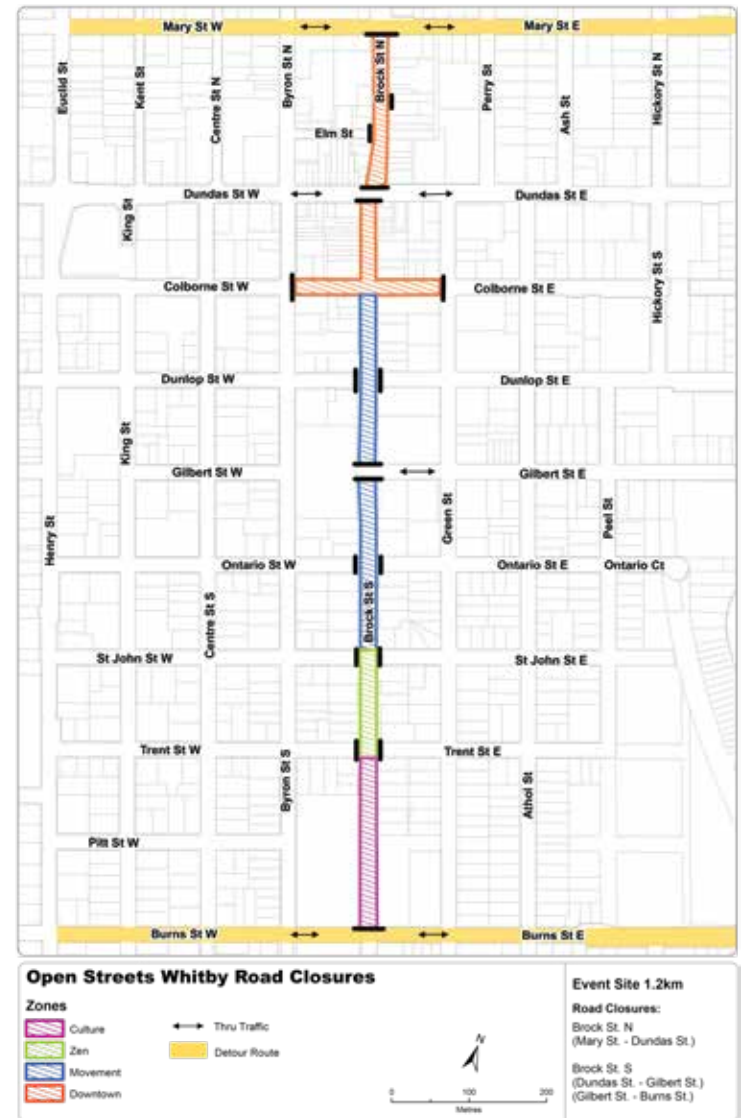 Mary St W
Mary St E
Euclid St
Kent St
Centre St N
Byron St N
Brock St N
Perry St
Ash St
Hickory St N
Elm St
Dundas St W
Dundas St E
King St
Hickory St S
Colborne St W
Colborne St E
Dunlop St W
Dunlop St E
King St
Gilbert St W
Gilbert St E
Henry St
Green St
Peel St
Ontario St W
Ontario St E
Ontario Ct
Centre St S
Brock St S
St John St W
St John St E
Trent St W
Trent St E
Byron St S
Athol St
Pitt St W
Burns St W
Burns St E
Open Streets Whitby Road Closures
Zones
Culture
Zen
Movement
Downtown
Thru Traffic
Detour Route
N
0 100 200
Metres
Event Site 1.2km
Road Closures:
Brock St. N
(Mary St. - Dundas St.)
Brock St. S
(Dundas St. - Gilbert St.)
(Gilbert St. - Burns St.)